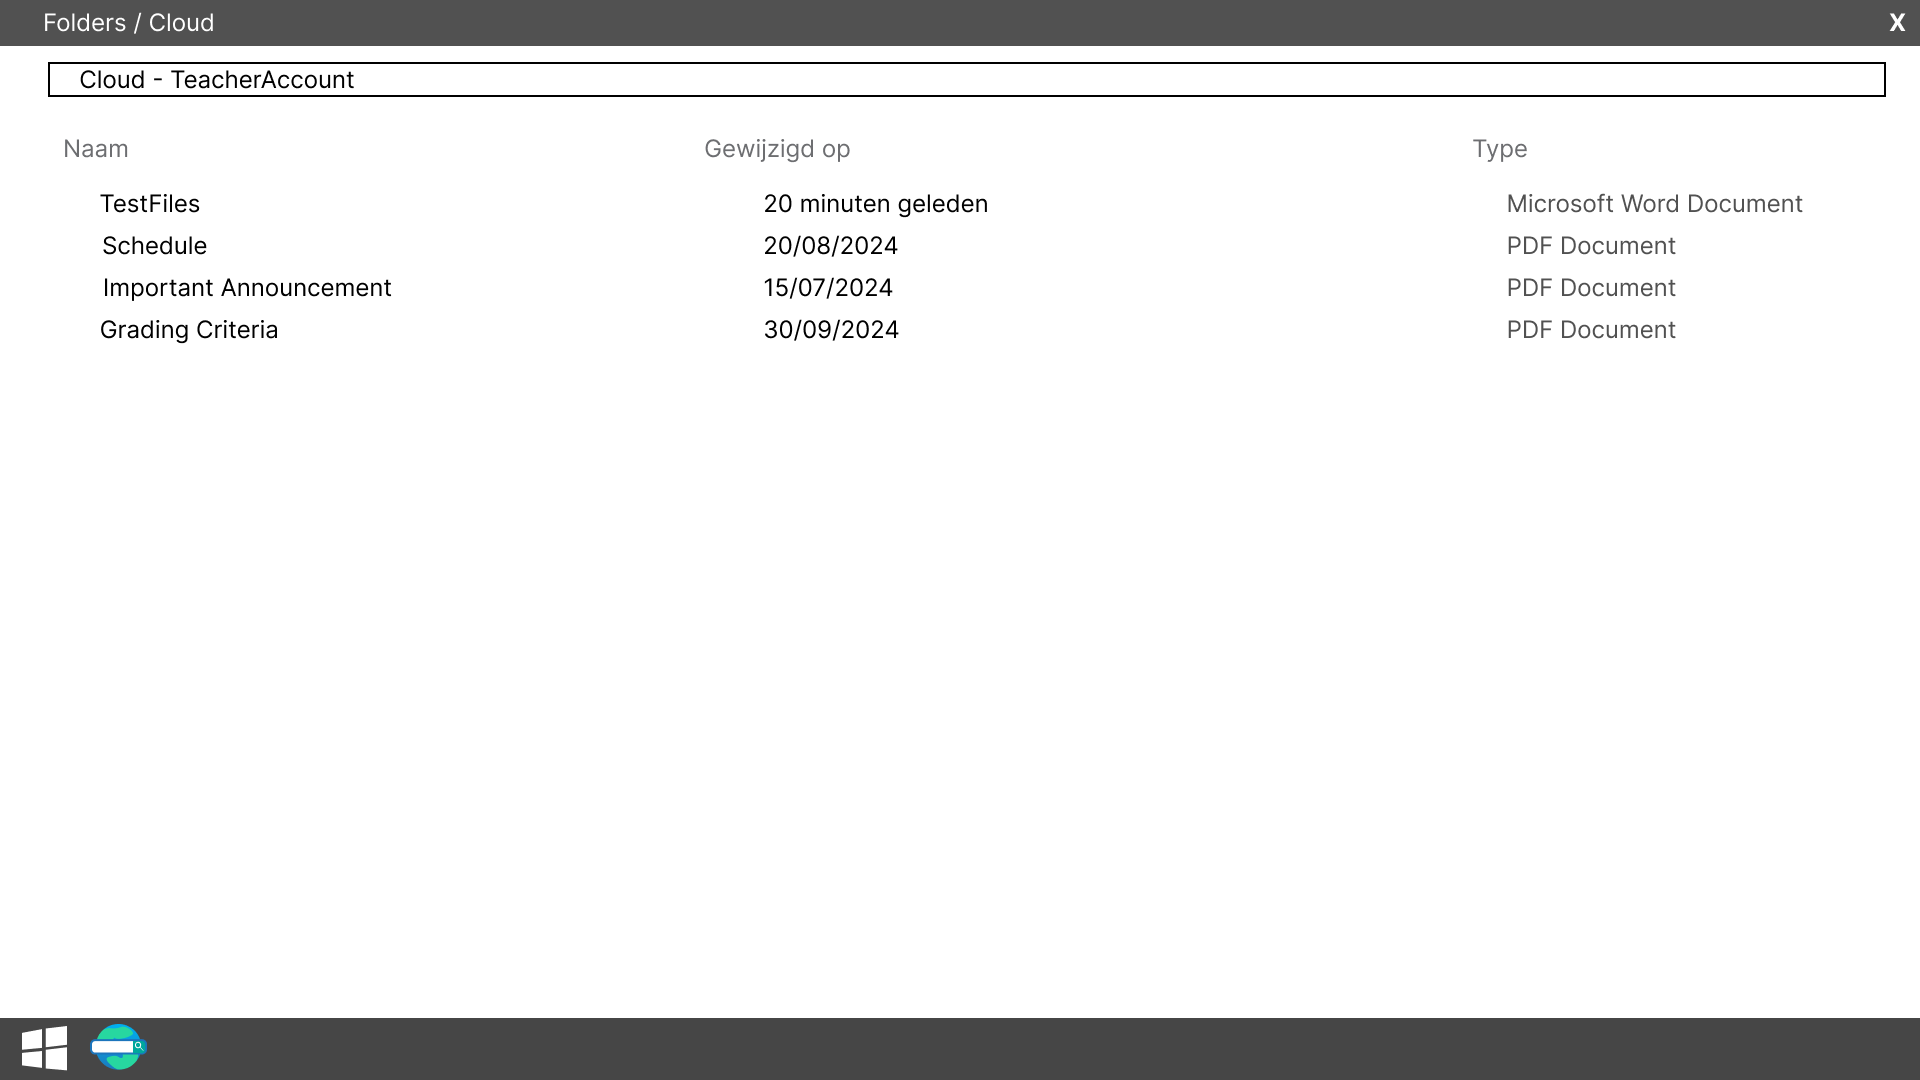 Folders / Cloud X
Cloud - TeacherAccount
Naam Gewijzigd op Type
TestFiles 20 minuten geleden Microsoft Word Document
Schedule 20/08/2024 PDF Document
Important Announcement 15/07/2024 PDF Document
Grading Criteria 30/09/2024 PDF Document